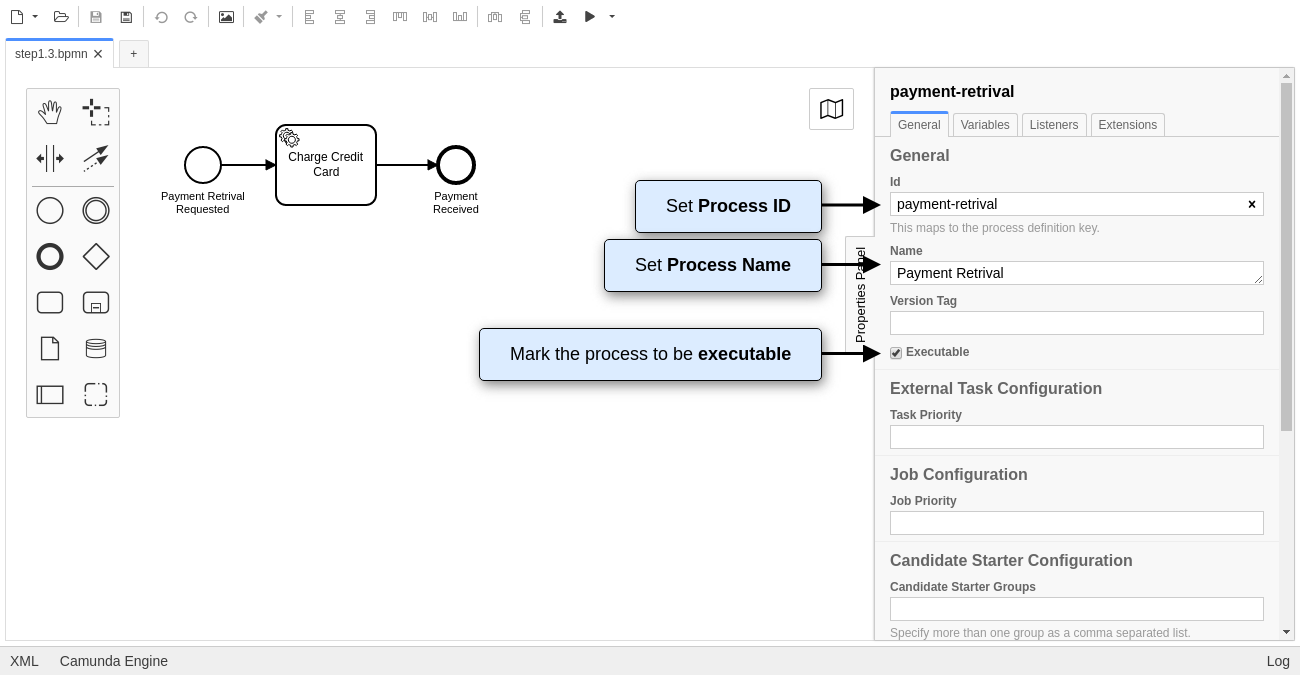 step1.3.bpmn
+
Payment Retrival
Requested
Charge Credit
Card
Payment
Received
Set Process ID
Set Process Name
Mark the process to be executable
Properties Panel
payment-retrival
General Variables Listeners Extensions
General
Id
payment-retrival
This maps to the process definition key.
Name
Payment Retrival
Version Tag
Executable
External Task Configuration
Task Priority
Job Configuration
Job Priority
Candidate Starter Configuration
Candidate Starter Groups
Specify more than one group as a comma separated list.
XML Camunda Engine Log